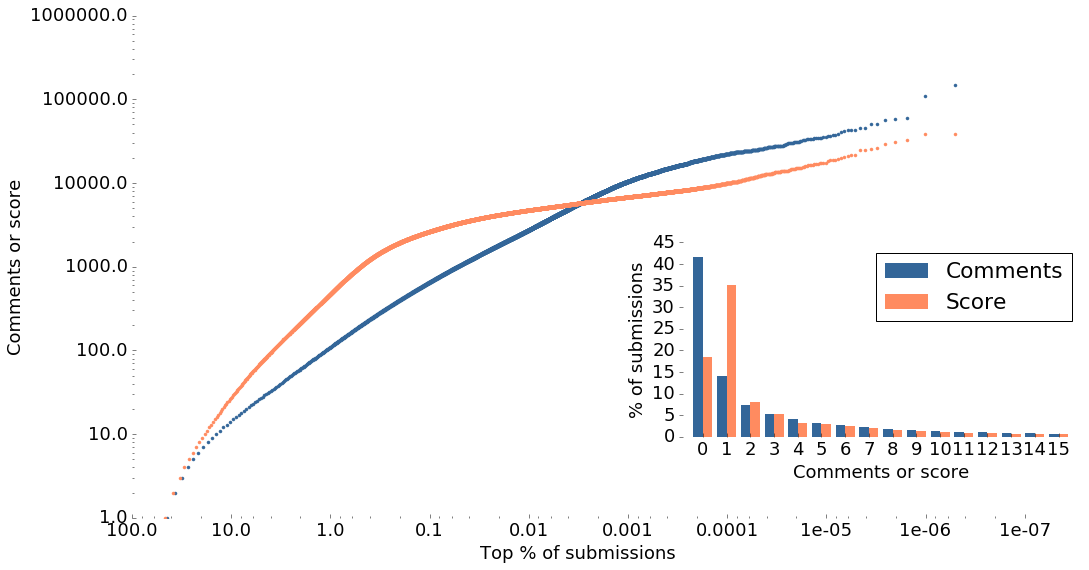 1000000.0
100000.0
10000.0
1000.0
100.0
10.0
1.0
Comments or score
100.0 10.0 1.0 0.1 0.01 0.001 0.0001 1e-05 1e-06 1e-07
Top % of submissions
45
40
35
30
25
20
15
10
5
0
% of submissions
0 1 2 3 4 5 6 7 8 9 10 11 12 13 14 15
Comments or score
Comments
Score